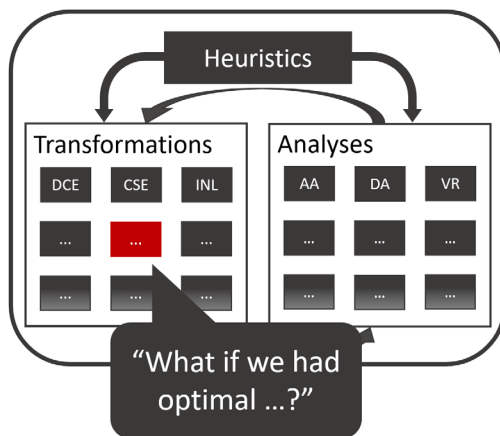 Heuristics
Transformations
DCE CSE INL
... ... ...
... ... ...
Analyses
AA DA VR
... ... ...
... ... ...
“What if we had
optimal ...?”